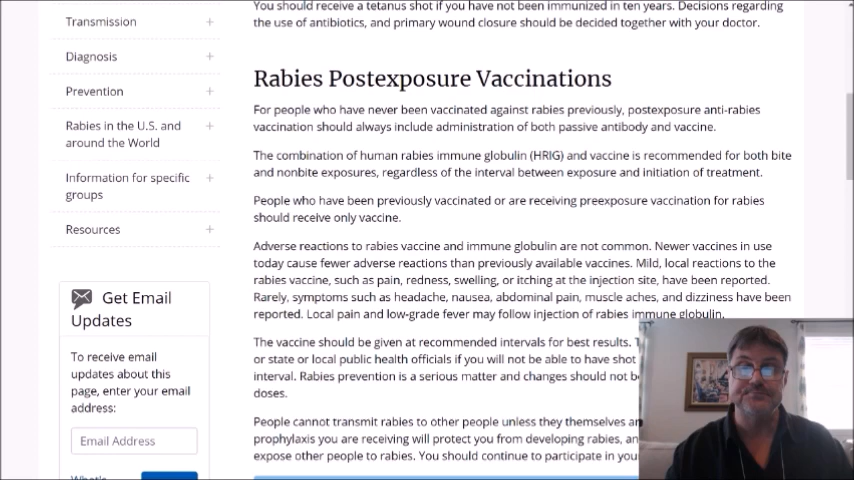 Transmission
Diagnosis
Prevention
Rabies in the U.S. and
around the World
Information for specific
groups
Resources
Get Email
Updates
To receive email
updates about this
page, enter your email
address:
Email Address
What's
You should receive a tetanus shot if you have not been immunized in ten years. Decisions regarding
the use of antibiotics, and primary wound closure should be decided together with your doctor.
Rabies Postexposure Vaccinations
For people who have never been vaccinated against rabies previously, postexposure anti-rabies
vaccination should always include administration of both passive antibody and vaccine.
The combination of human rabies immune globulin (HRIG) and vaccine is recommended for both bite
and nonbite exposures, regardless of the interval between exposure and initiation of treatment.
People who have been previously vaccinated or are receiving preexposure vaccination for rabies
should receive only vaccine.
Adverse reactions to rabies vaccine and immune globulin are not common. Newer vaccines in use
today cause fewer adverse reactions than previously available vaccines. Mild, local reactions to the
rabies vaccine, such as pain, redness, swelling, or itching at the injection site, have been reported.
Rarely, symptoms such as headache, nausea, abdominal pain, muscle aches, and dizziness have been
reported. Local pain and low-grade fever may follow injection of rabies immune globulin.
The vaccine should be given at recommended intervals for best results.
or state or local public health officials if you will not be able to have shot
interval. Rabies prevention is a serious matter and changes should not
doses.
People cannot transmit rabies to other people unless they themselves
prophylaxis you are receiving will protect you from developing rabies,
expose other people to rabies. You should continue to participate in